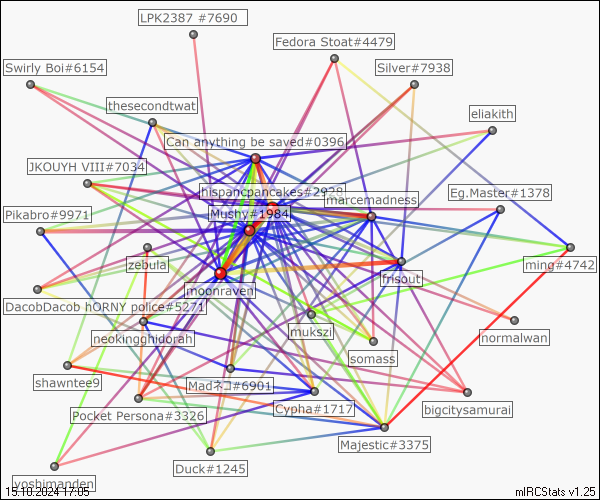 LPK2387 #7690
Fedora Stoat#4479
Swirly Boi#6154
Silver#7938
thesecondtwat
eliakith
Can anything be saved#0396
JKOUYH VIII#7034
hispancpancakes#2928
marcemadness
Eg.Master#1378
Pikabro#9971
Mushy#1984
zebula
frisout
ming#4742
moonraven
DacobDacob hORNY police#5271
mukszi
neokingghidorah
normalwan
somass
shawntee9
Madネコ#6901
Pocket Persona#3326
Cypha#1717
bigcitysamurai
Majestic#3375
Duck#1245
yoshimanden
15.10.2024 17:05
mIRCStats v1.25